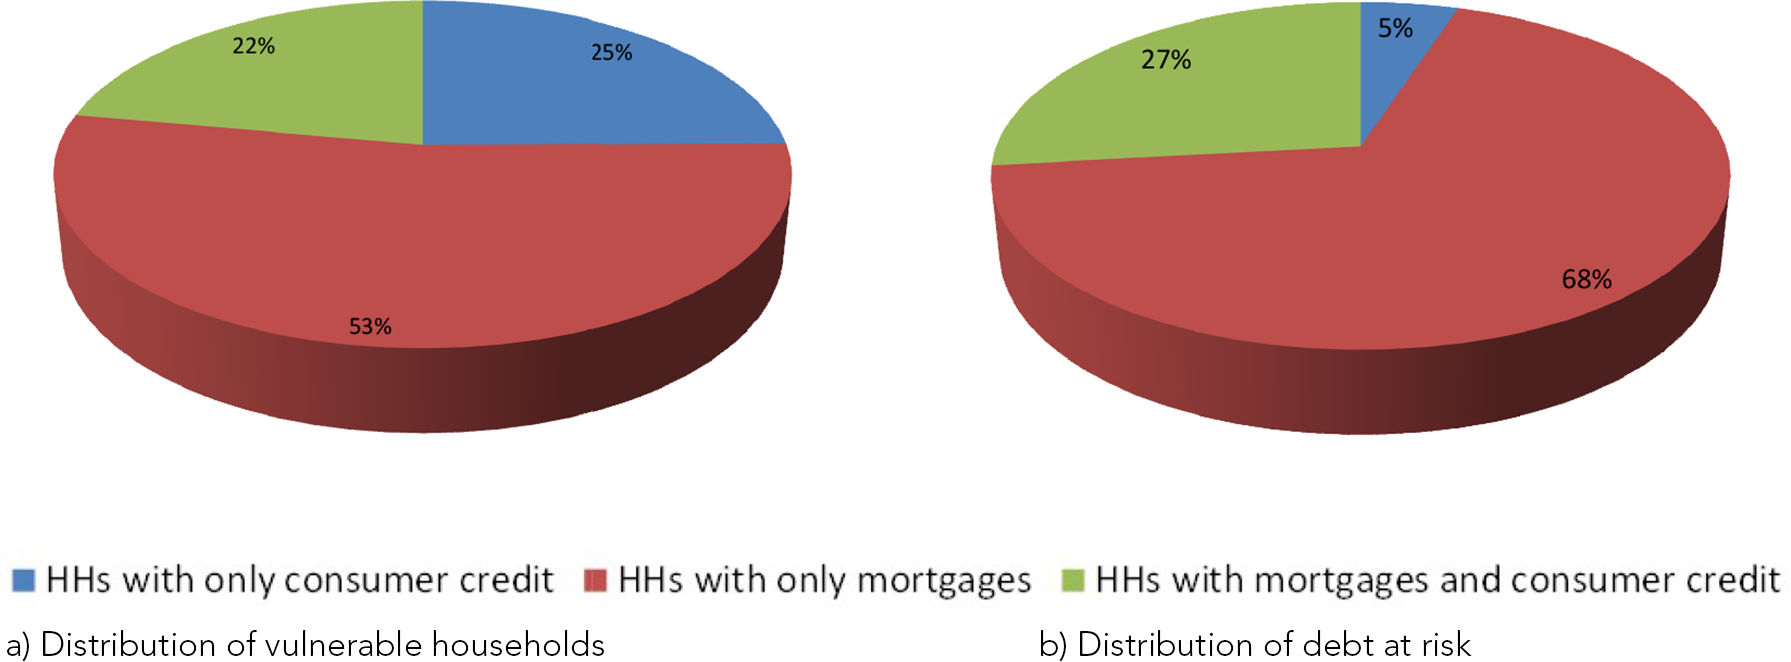 22%
25%
53%
5%
27%
68%
HHs with only consumer credit HHs with only mortgages HHs with mortgages and consumer credit
a) Distribution of vulnerable households
b) Distribution of debt at risk